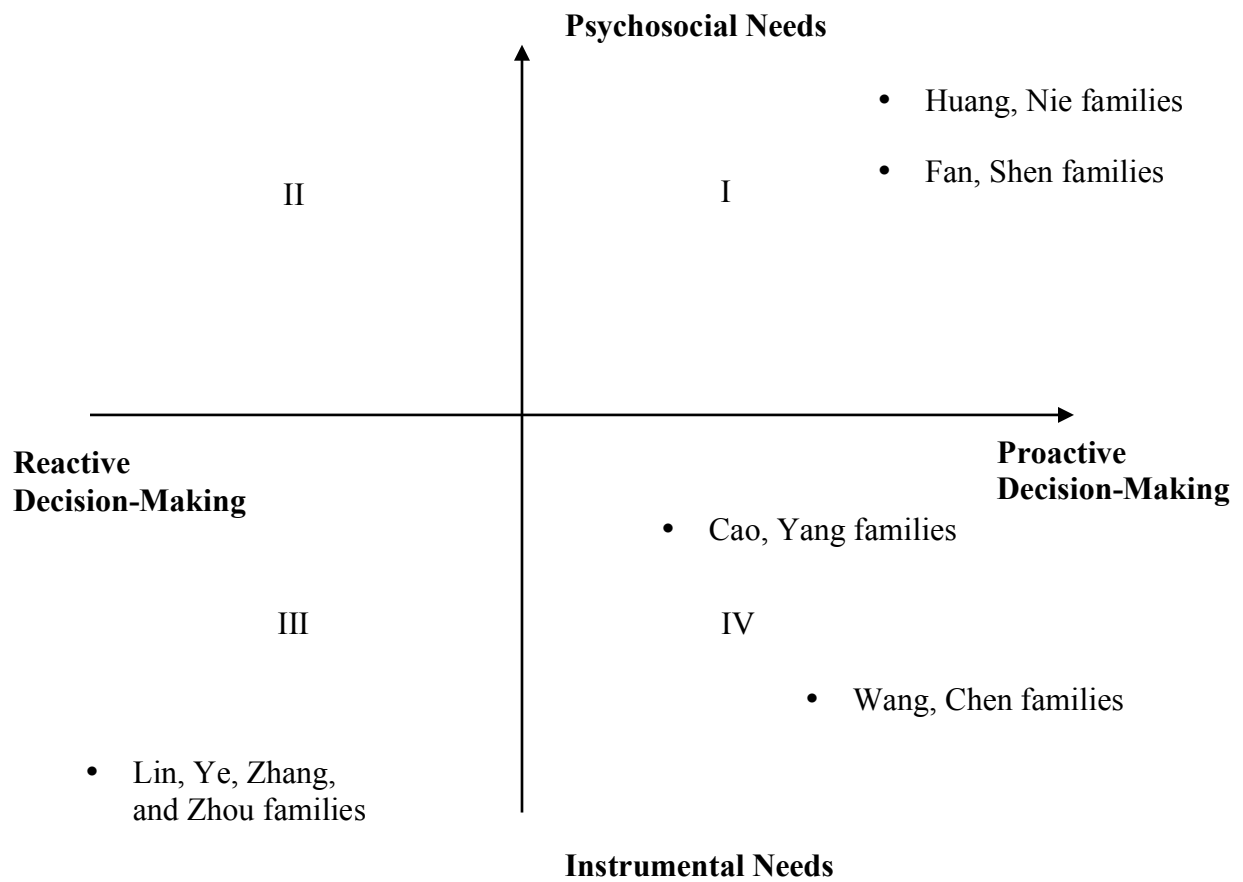 Psychosocial Needs
• Huang, Nie families
• Fan, Shen families
II
I
Reactive
Decision-Making
Proactive
Decision-Making
• Cao, Yang families
III
IV
• Wang, Chen families
• Lin, Ye, Zhang,
and Zhou families
Instrumental Needs